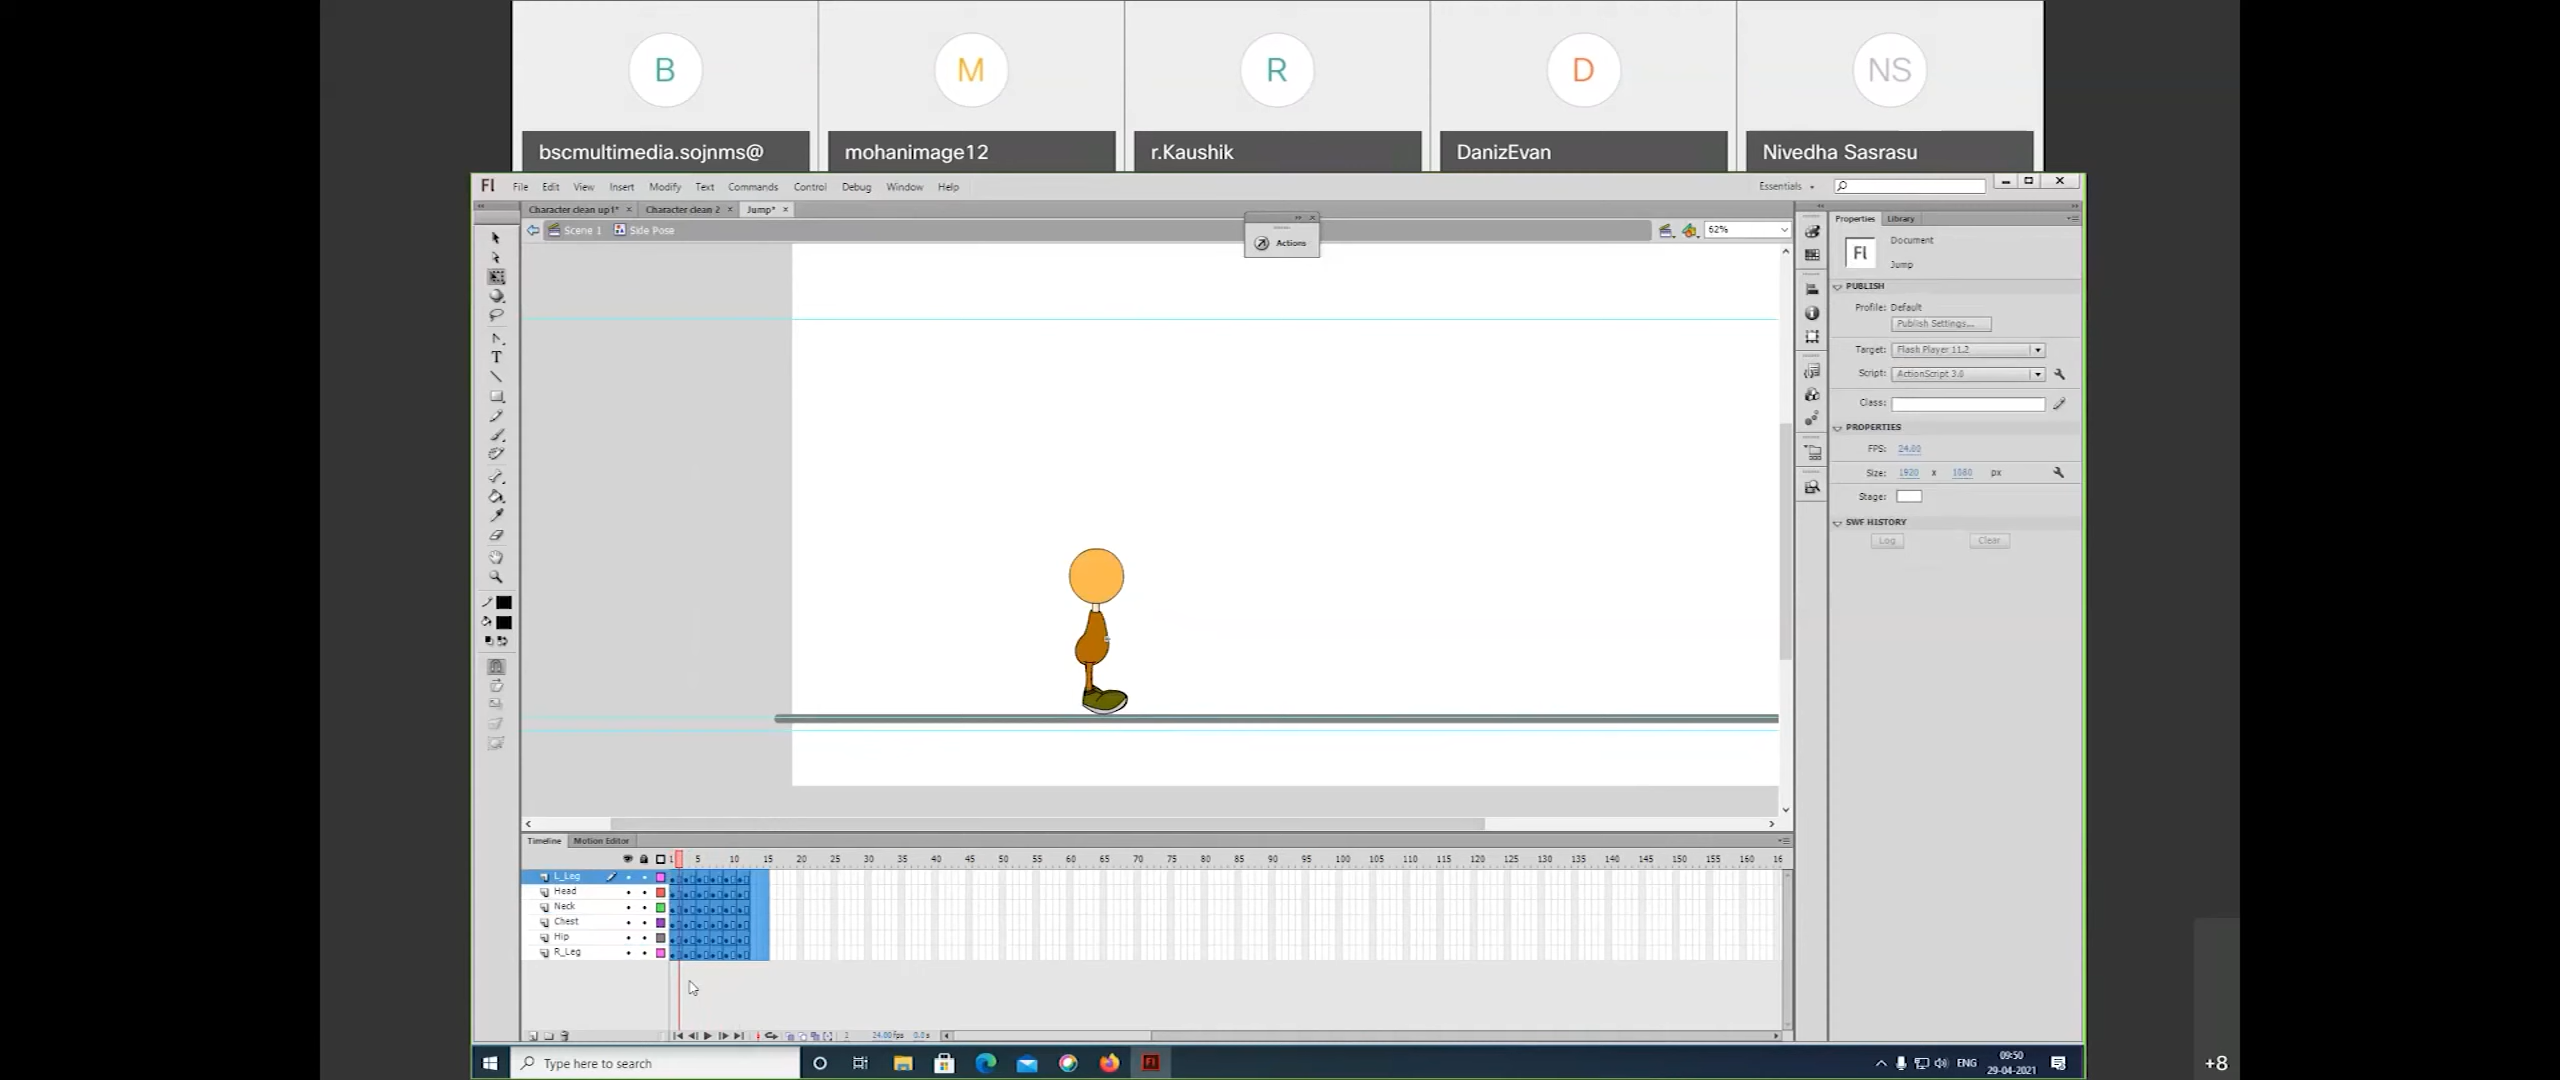 B
M
R
D
NS
bscmultimedia.sojnms@
mohanimage12
r.Kaushik
DanizEvan
Nivedha Sasrasu
Fl File Edit View Insert Modify Text Commands Control Debug Window Help
Essentials
Character clean up1* × Character clean 2 × Jump* ×
Scene 1 Side Pose
62%
Actions
Properties Library
Fl
Document
Jump
PUBLISH
Profile: Default
Publish Settings...
Target: Flash Player 11.2
Script: ActionScript 3.0
Class:
PROPERTIES
FPS: 24.00
Size: 1920 x 1080 px
Stage:
SWF HISTORY
Log Clear
T
Timeline Motion Editor
1 5 10 15 20 25 30 35 40 45 50 55 60 65 70 75 80 85 90 95 100 105 110 115 120 125 130 135 140 145 150 155 160 16
L_Leg
Head
Neck
Chest
Hip
R_Leg
2 24.00 fps 0.0 s
Type here to search
Fl
ENG
09:50
29-04-2021
+8